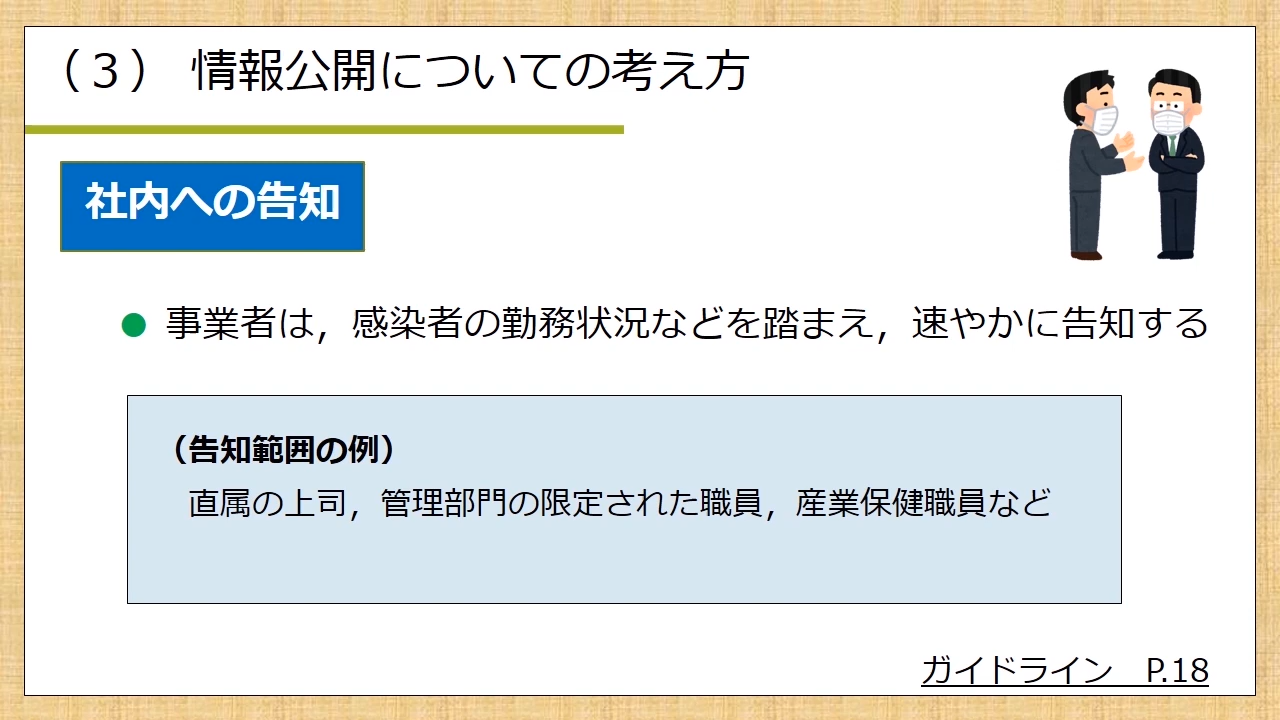 （３） 情報公開についての考え方
社内への告知
● 事業者は，感染者の勤務状況などを踏まえ，速やかに告知する
（告知範囲の例）
直属の上司，管理部門の限定された職員，産業保健職員など
ガイドライン　P.18